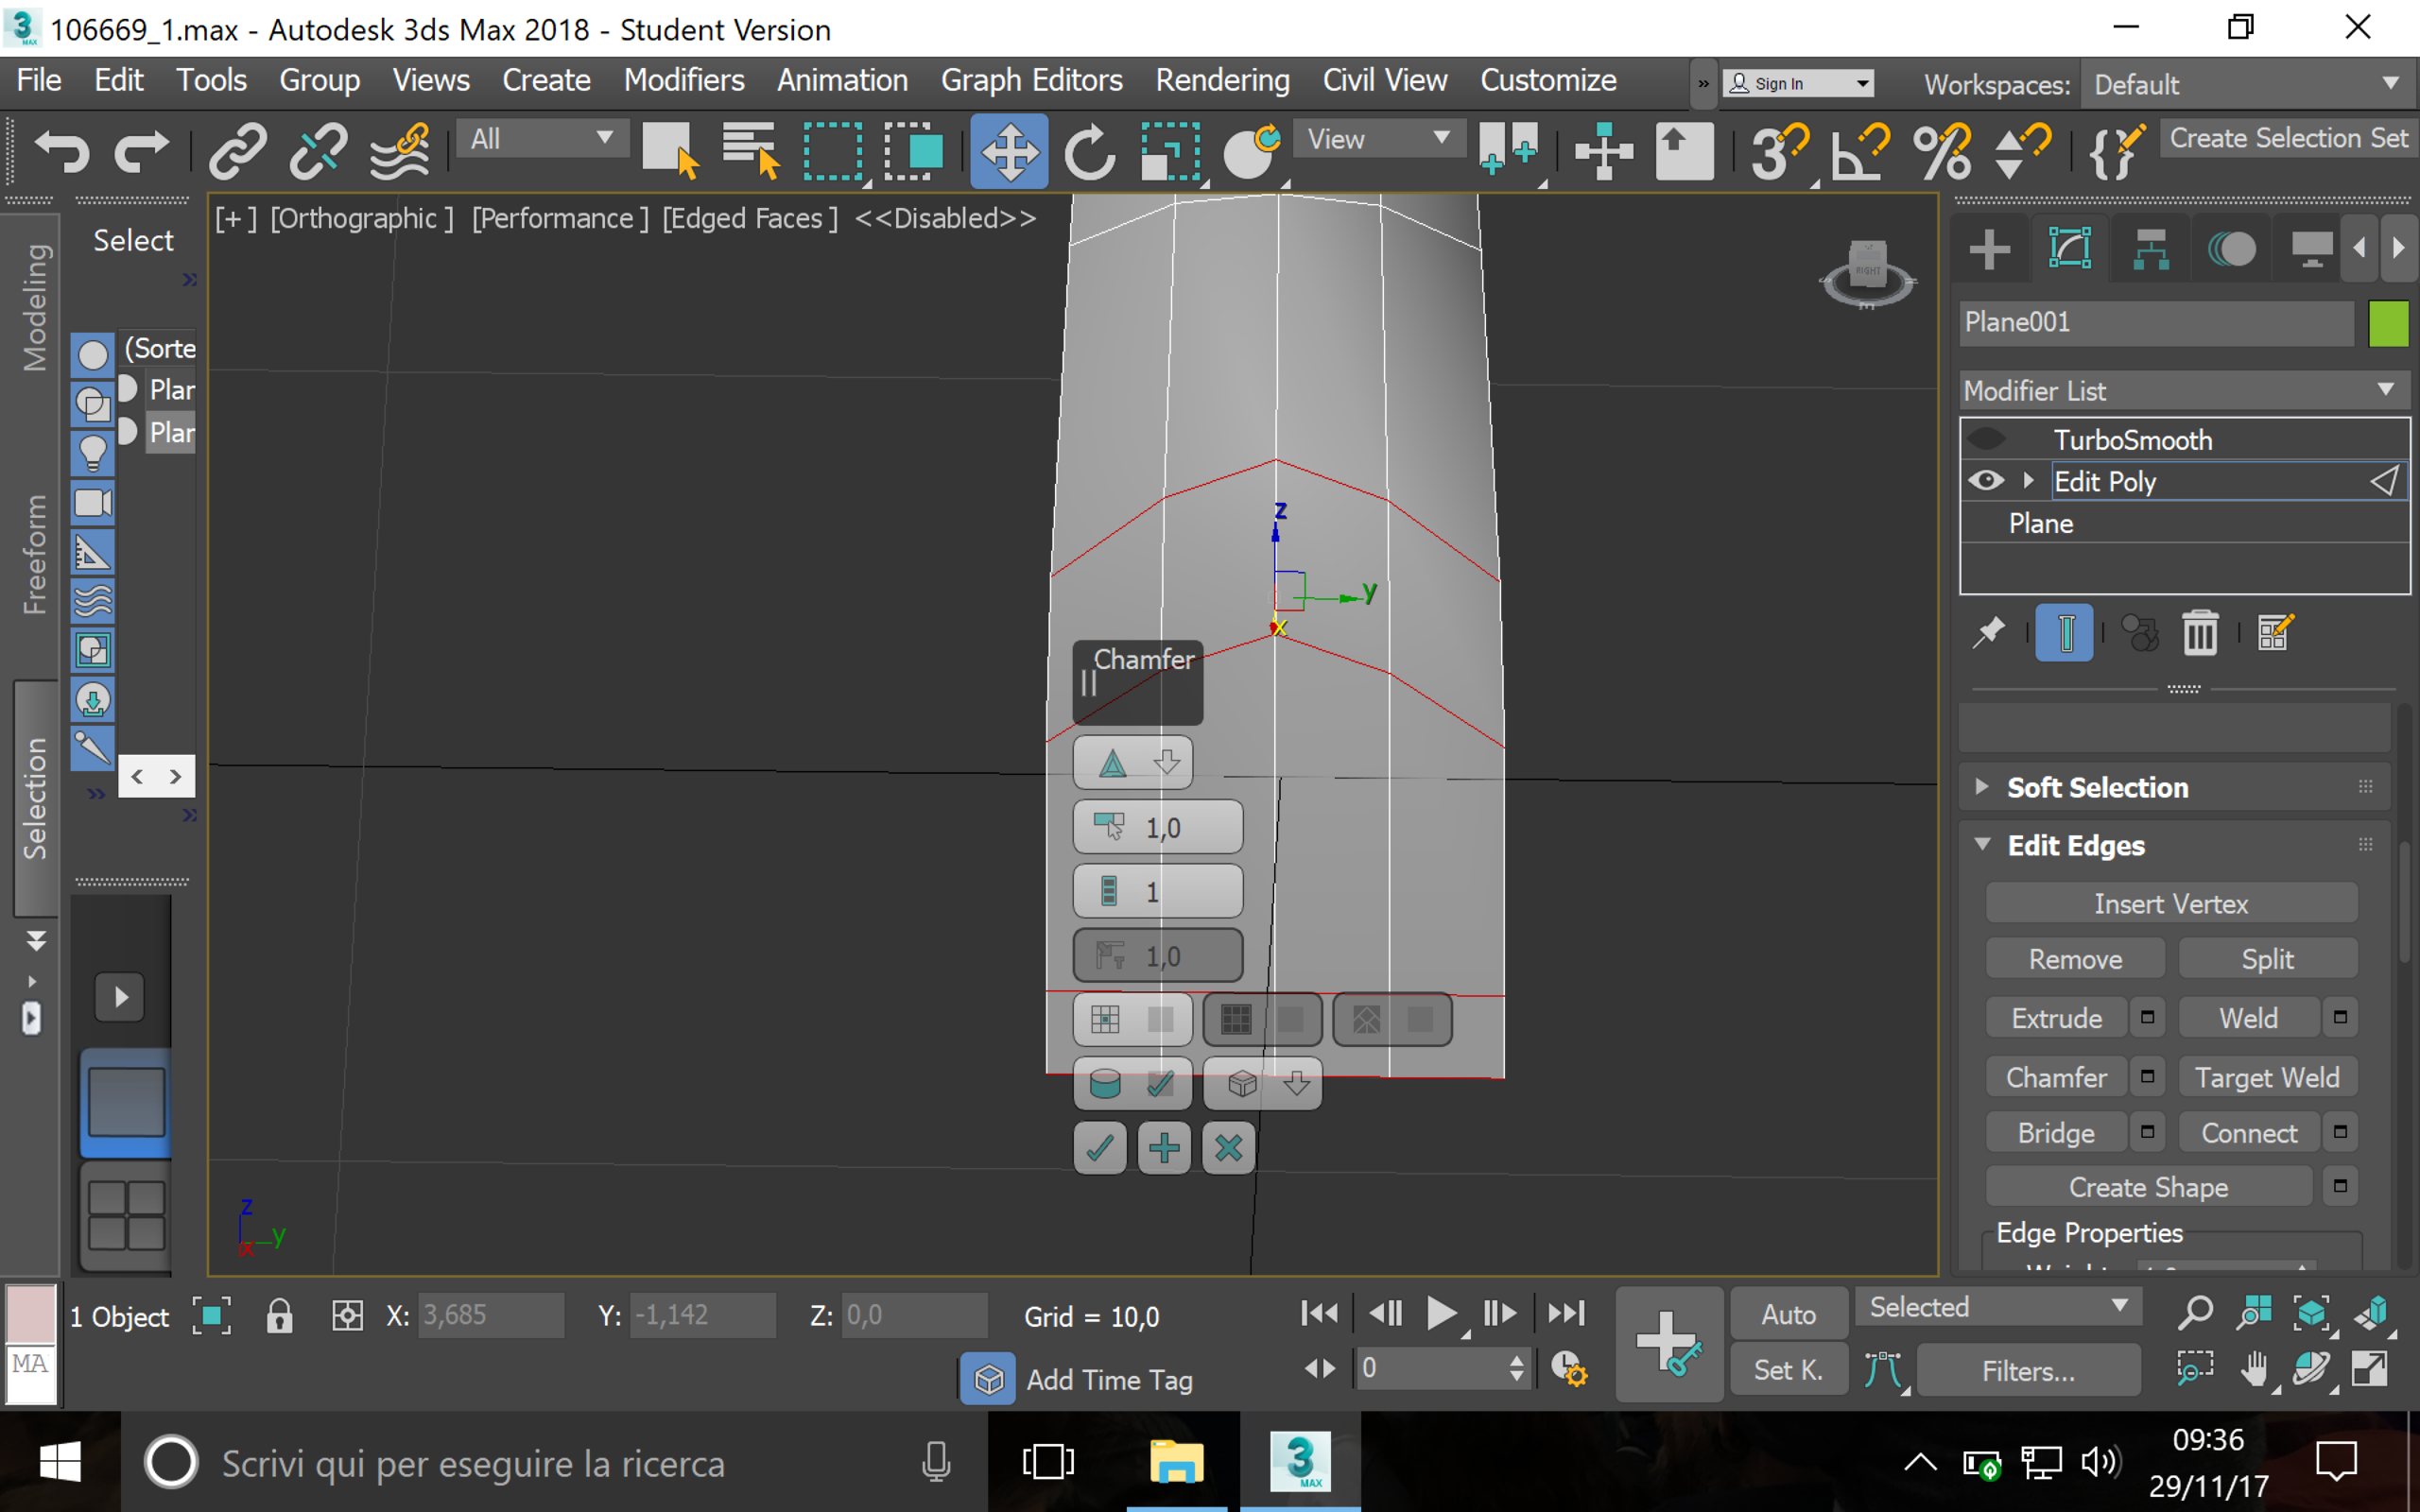 106669_1.max - Autodesk 3ds Max 2018 - Student Version
File Edit Tools Group Views Create Modifiers Animation Graph Editors Rendering Civil View Customize » Sign In Workspaces: Default
All View Create Selection Set
[+] [Orthographic] [Performance] [Edged Faces] <<Disabled>>
Select
Modeling
Freeform
Selection
(Sorte
Plar
Plar
RIGHT
Plane001
Modifier List
TurboSmooth
Edit Poly
Plane
z
y
x
Chamfer
1,0
1
1,0
Soft Selection
Edit Edges
Insert Vertex
Remove Split
Extrude Weld
Chamfer Target Weld
Bridge Connect
Create Shape
Edge Properties
z
y
x
1 Object X: 3,685 Y: -1,142 Z: 0,0 Grid = 10,0 Auto Selected
MA Add Time Tag 0 Set K. Filters...
Scrivi qui per eseguire la ricerca
3
MAX
09:36
29/11/17